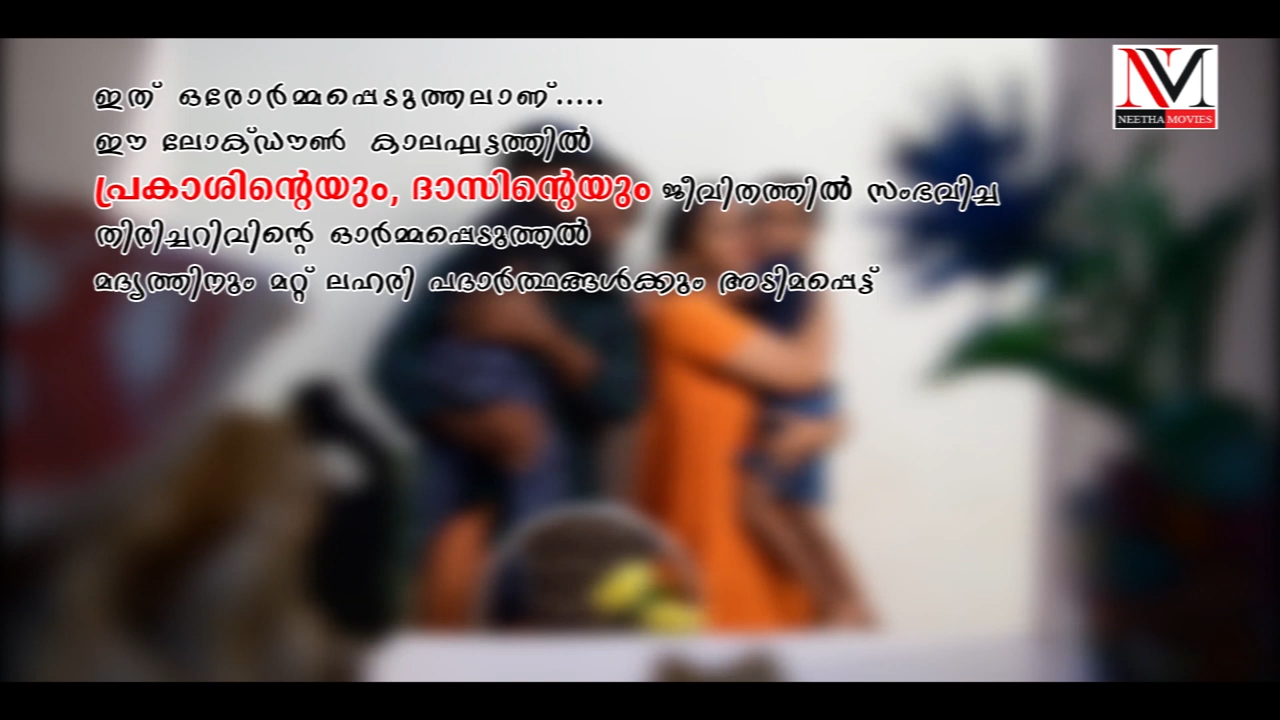 ഇത് ഒരോർമ്മപ്പെടുത്തലാണ്.....
ഈ ലോക്ഡൗൺ കാലഘട്ടത്തിൽ
പ്രകാശിന്റെയും, ദാസിന്റെയും ജീവിതത്തിൽ സംഭവിച്ച
തിരിച്ചറിവിന്റെ ഓർമ്മപ്പെടുത്തൽ
മദ്യത്തിനും മറ്റ് ലഹരി പദാർത്ഥങ്ങൾക്കും അടിമപ്പെട്ട്
NM
NEETHA MOVIES